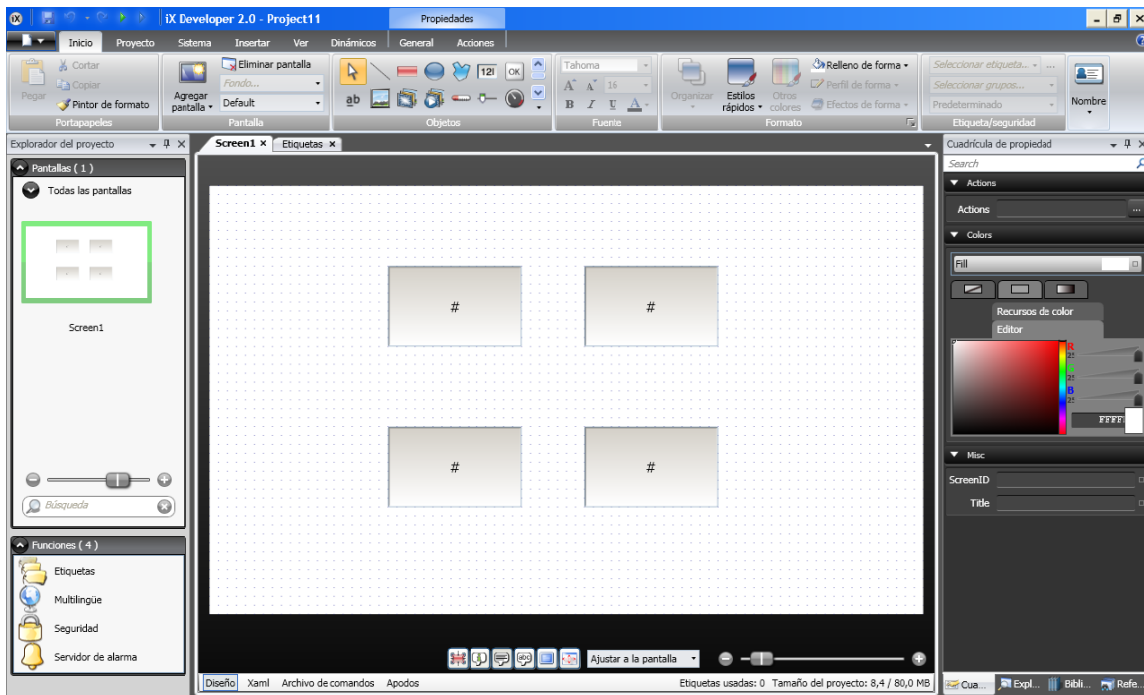 iX Developer 2.0 - Project11
Propiedades
Inicio Proyecto Sistema Insertar Ver Dinámicos General Acciones
Pegar
Cortar
Copiar
Pintor de formato
Portapapeles
Agregar pantalla
Eliminar pantalla
Fondo...
Default
Pantalla
ab
12
OK
Objetos
Tahoma
A A 16
B I U A
Fuente
Organizar
Estilos rápidos
Otros colores
Relleno de forma
Perfil de forma
Efectos de forma
Formato
Seleccionar etiqueta... ...
Seleccionar grupos...
Predeterminado
Etiqueta/seguridad
Nombre
Explorador del proyecto
Pantallas ( 1 )
Todas las pantallas
Screen1
Búsqueda
Funciones ( 4 )
Etiquetas
Multilingüe
Seguridad
Servidor de alarma
Screen1 × Etiquetas ×
# #
# #
abc
Ajustar a la pantalla
Diseño Xaml Archivo de comandos Apodos
Etiquetas usadas: 0 Tamaño del proyecto: 8,4 / 80,0 MB
Cuadrícula de propiedad
Search
Actions
Actions ...
Colors
Fill
Recursos de color
Editor
R
G
B
Misc
ScreenID
Title
Cua... Expl... Bibli... Refe.